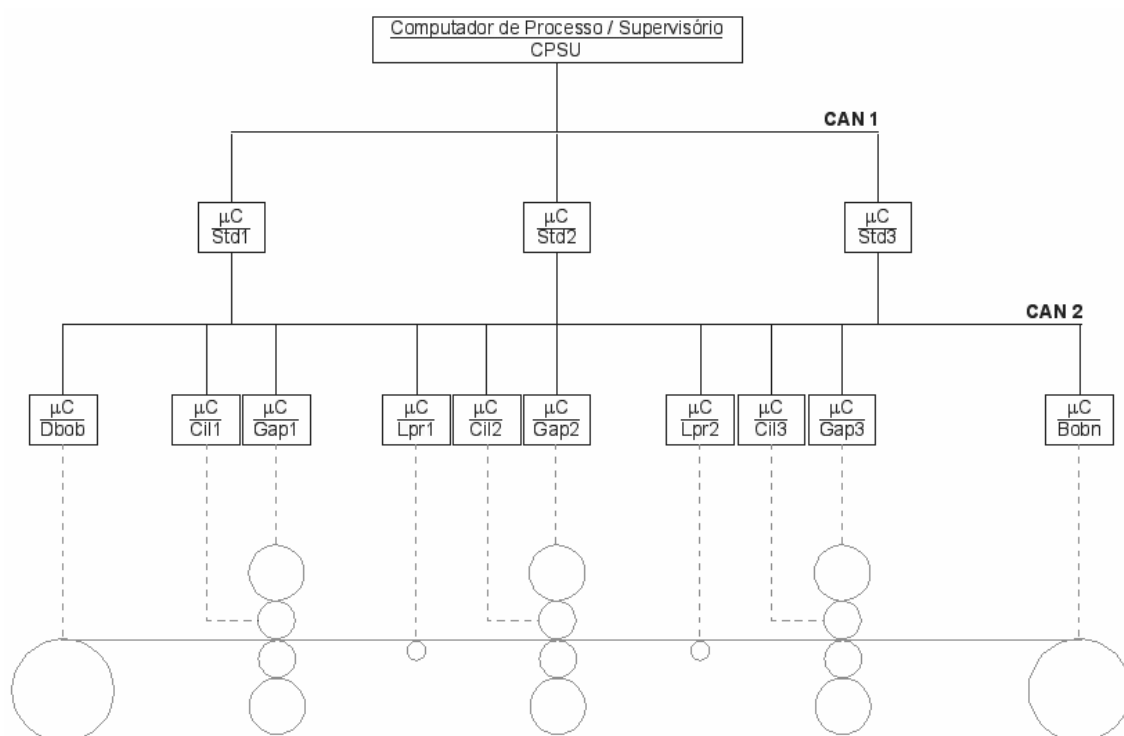 Computador de Processo / Supervisório
CPSU
CAN 1
µC
Std1
µC
Std2
µC
Std3
CAN 2
µC
Dbob
µC
Cil1
µC
Gap1
µC
Lpr1
µC
Cil2
µC
Gap2
µC
Lpr2
µC
Cil3
µC
Gap3
µC
Bobn